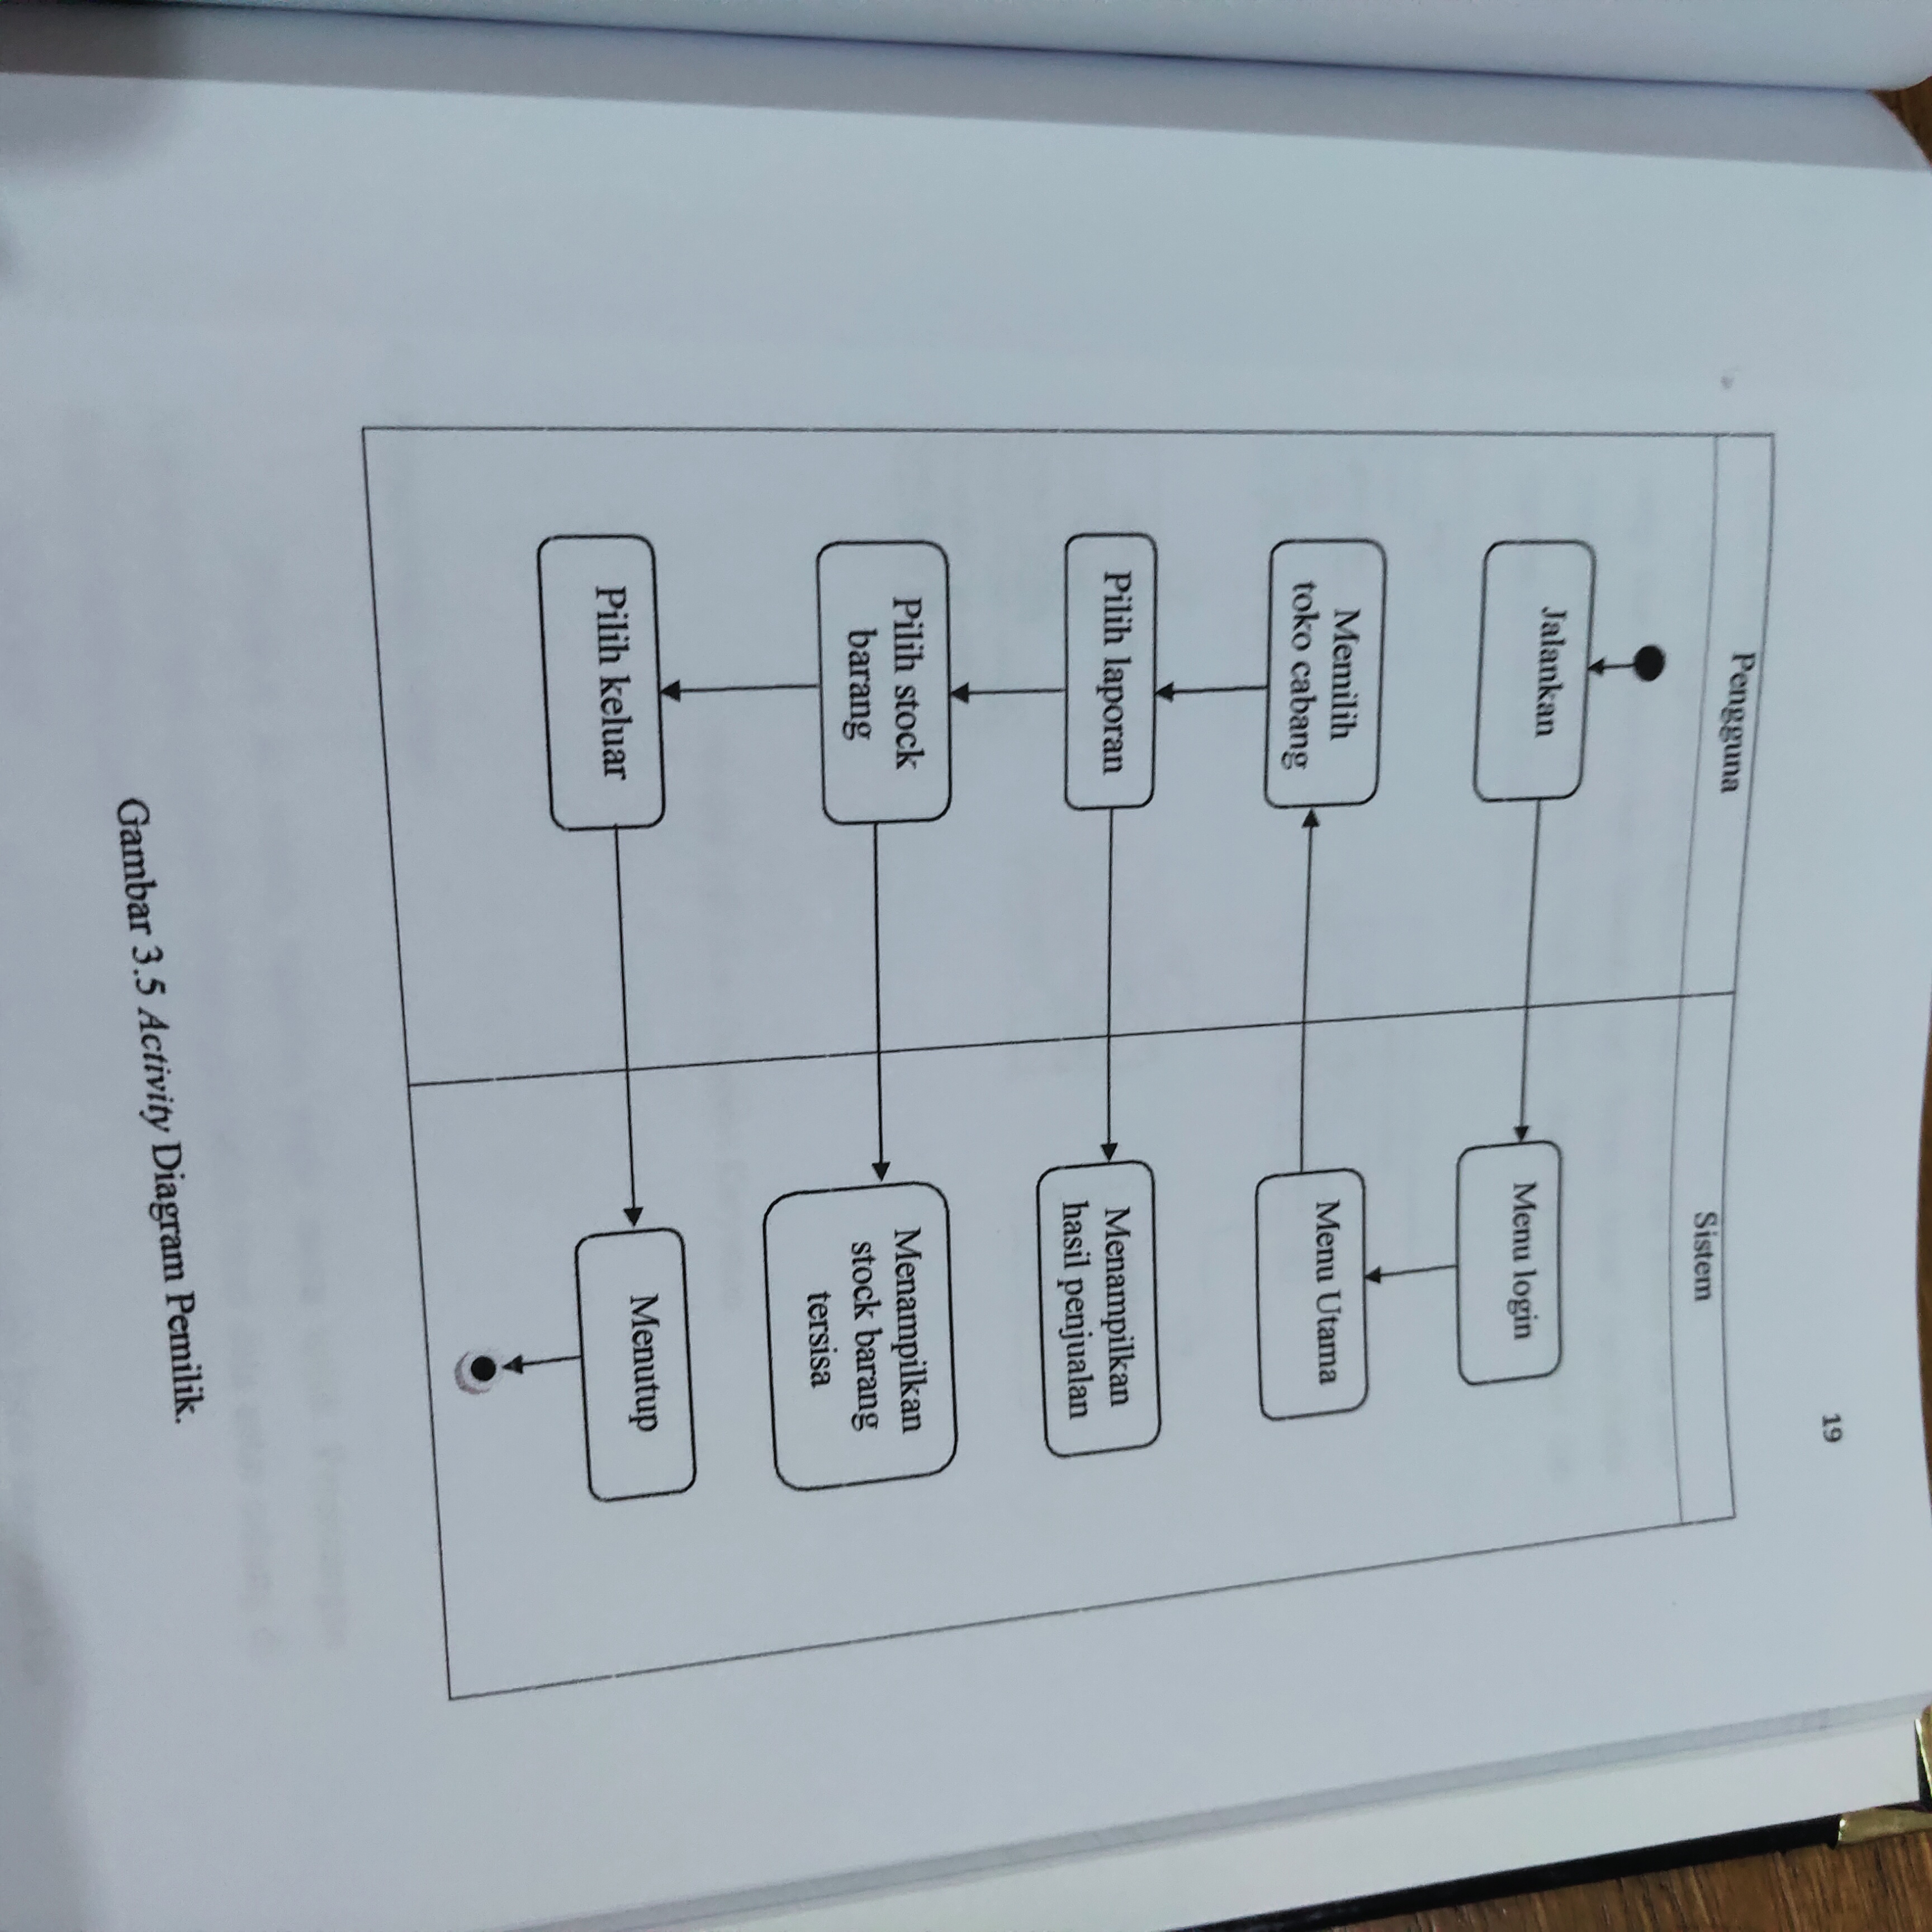 19
Pengguna
Sistem
Jalankan
Menu login
Memilih
toko cabang
Menu Utama
Pilih laporan
Menampilkan
hasil penjualan
Pilih stock
barang
Menampilkan
stock barang
tersisa
Pilih keluar
Menutup
Gambar 3.5 Activity Diagram Pemilik.